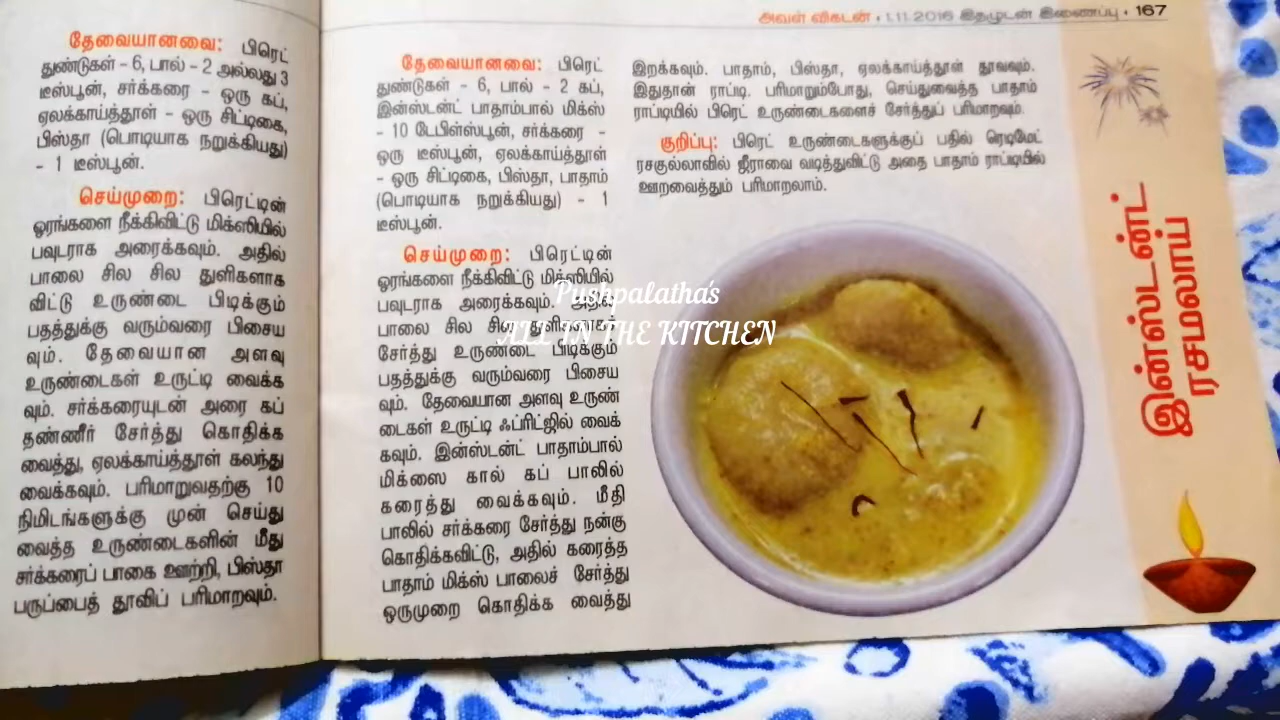 தேவையானவை: பிரெட்
துண்டுகள் - 6, பால் - 2 அல்லது 3
டீஸ்பூன், சர்க்கரை - ஒரு கப்,
ஏலக்காய்த்தூள் - ஒரு சிட்டிகை,
பிஸ்தா (பொடியாக நறுக்கியது)
- 1 டீஸ்பூன்.
செய்முறை: பிரெட்டின்
ஓரங்களை நீக்கிவிட்டு மிக்ஸியில்
பவுடராக அரைக்கவும். அதில்
பாலை சில சில துளிகளாக
விட்டு உருண்டை பிடிக்கும்
பதத்துக்கு வரும்வரை பிசைய
வும். தேவையான அளவு
உருண்டைகள் உருட்டி வைக்க
வும். சர்க்கரையுடன் அரை கப்
தண்ணீர் சேர்த்து கொதிக்க
வைத்து, ஏலக்காய்த்தூள் கலந்து
வைக்கவும். பரிமாறுவதற்கு 10
நிமிடங்களுக்கு முன் செய்து
வைத்த உருண்டைகளின் மீது
சர்க்கரைப் பாகை ஊற்றி, பிஸ்தா
பருப்பைத் தூவிப் பரிமாறவும்.
அவள் விகடன் • 1.11.2016 இதழுடன் இணைப்பு • 167
தேவையானவை: பிரெட்
துண்டுகள் - 6, பால் - 2 கப்,
இன்ஸ்டன்ட் பாதாம்பால் மிக்ஸ்
- 10 டேபிள்ஸ்பூன், சர்க்கரை -
ஒரு டீஸ்பூன், ஏலக்காய்த்தூள்
- ஒரு சிட்டிகை, பிஸ்தா, பாதாம்
(பொடியாக நறுக்கியது) - 1
டீஸ்பூன்.
செய்முறை: பிரெட்டின்
ஓரங்களை நீக்கிவிட்டு மிக்ஸியில்
பவுடராக அரைக்கவும். அதில்
பாலை சில சில துளிகளாகச்
சேர்த்து உருண்டை பிடிக்கும்
பதத்துக்கு வரும்வரை பிசைய
வும். தேவையான அளவு உருண்
டைகள் உருட்டி ஃப்ரிட்ஜில் வைக்
கவும். இன்ஸ்டன்ட் பாதாம்பால்
மிக்ஸை கால் கப் பாலில்
கரைத்து வைக்கவும். மீதி
பாலில் சர்க்கரை சேர்த்து நன்கு
கொதிக்கவிட்டு, அதில் கரைத்த
பாதாம் மிக்ஸ் பாலைச் சேர்த்து
ஒருமுறை கொதிக்க வைத்து
இறக்கவும். பாதாம், பிஸ்தா, ஏலக்காய்த்தூள் தூவவும்.
இதுதான் ராப்டி. பரிமாறும்போது, செய்துவைத்த பாதாம்
ராப்டியில் பிரெட் உருண்டைகளைச் சேர்த்துப் பரிமாறவும்.
குறிப்பு: பிரெட் உருண்டைகளுக்குப் பதில் ரெடிமேட்
ரசகுல்லாவில் ஜீராவை வடித்துவிட்டு அதை பாதாம் ராப்டியில்
ஊறவைத்தும் பரிமாறலாம்.
இன்ஸ்டன்ட்
ரசமலாய்
Pushpalatha's
ALL IN THE KITCHEN